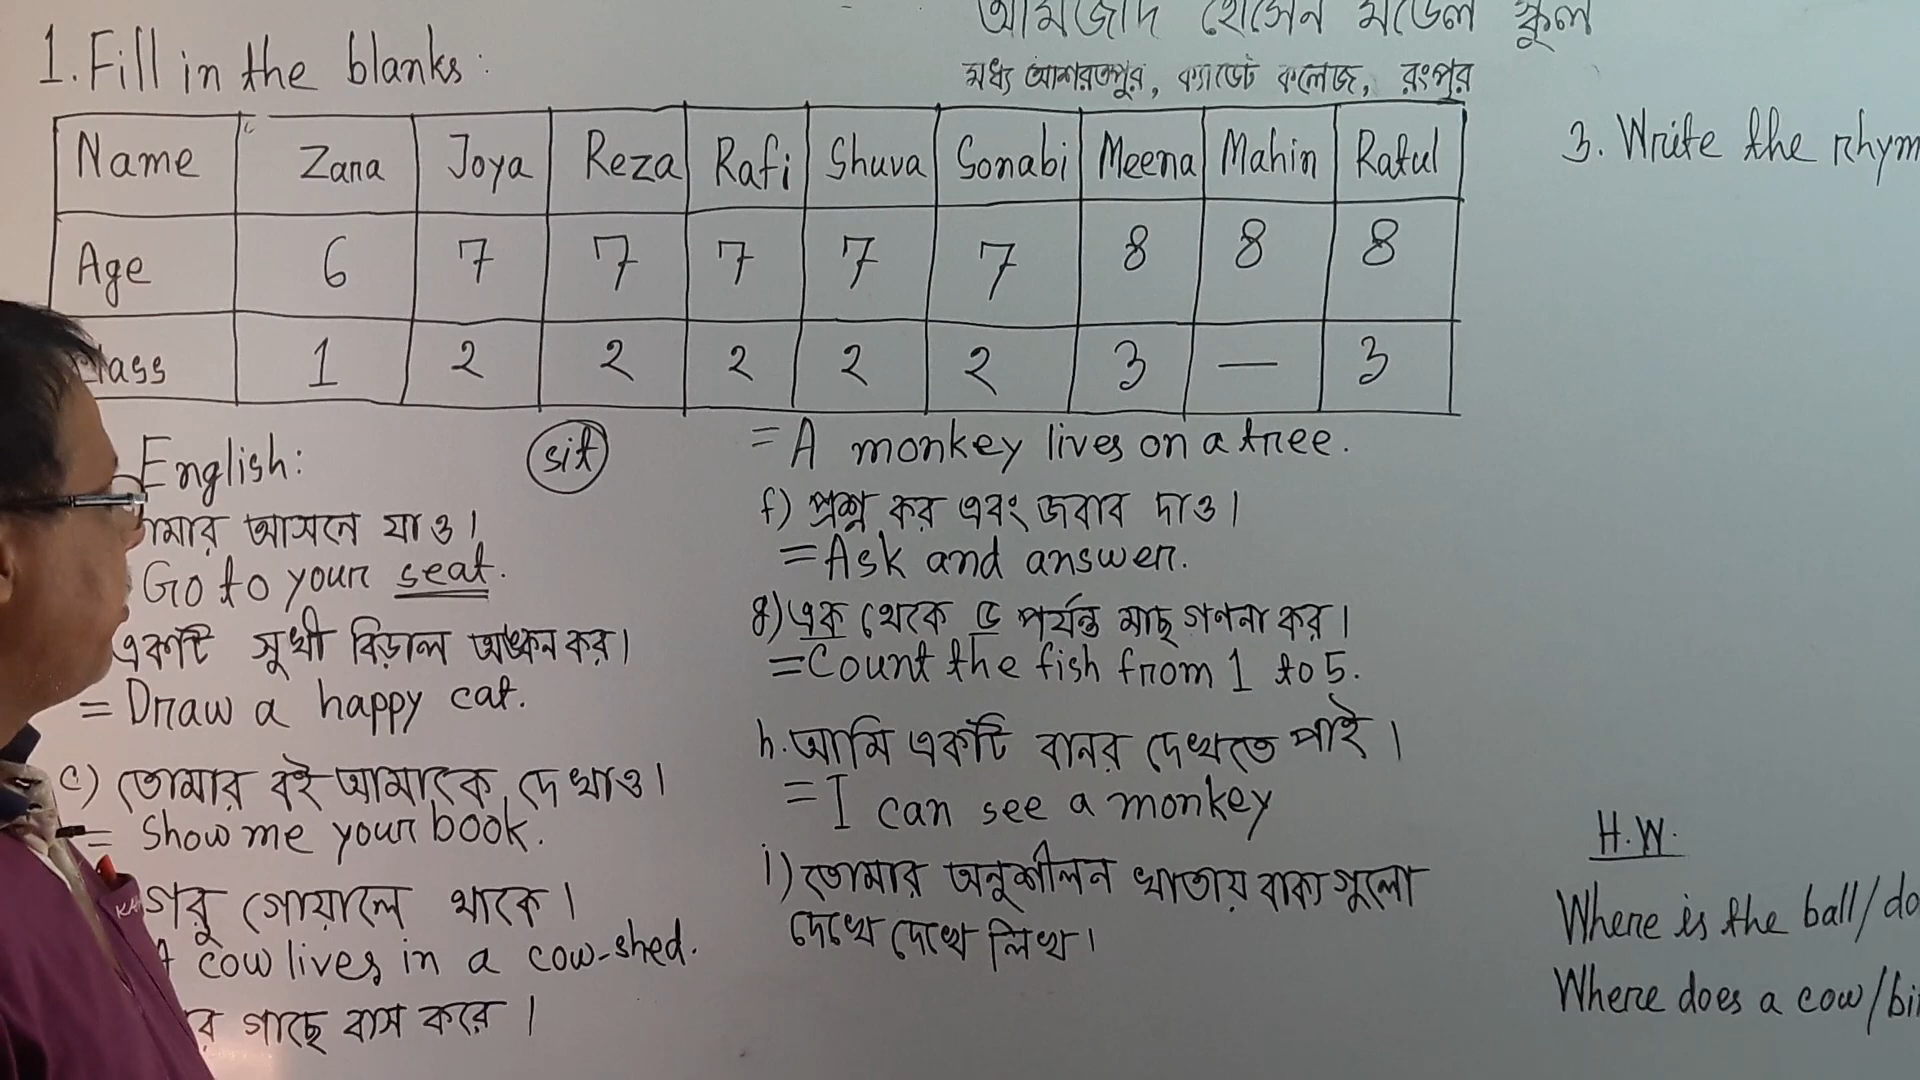 আমজাদ হোসেন মডেল স্কুল
মধ্য আশরতপুর, ক্যাডেট কলেজ, রংপুর
1. Fill in the blanks:
Name Zara Joya Reza Rafi Shuva Sonabi Meena Mahin Ratul
Age 6 7 7 7 7 7 8 8 8
Class 1 2 2 2 2 2 3 — 3
English:
sit
আসনে যাও।
Go to your seat.
একটি সুখী বিড়াল অঙ্কন কর।
= Draw a happy cat.
c) তোমার বই আমাকে দেখাও।
= Show me your book.
গরু গোয়ালে থাকে।
A cow lives in a cow-shed.
গাছে বাস করে।
= A monkey lives on a tree.
f) প্রশ্ন কর এবং জবাব দাও।
= Ask and answer.
g) এক থেকে ৫ পর্যন্ত মাছ গণনা কর।
= Count the fish from 1 to 5.
h. আমি একটি বানর দেখতে পাই।
= I can see a monkey
i) তোমার অনুশীলন খাতায় বাক্যগুলো
দেখে দেখে লিখ।
3. Write the rhym
H.W.
Where is the ball/do
Where does a cow/bi